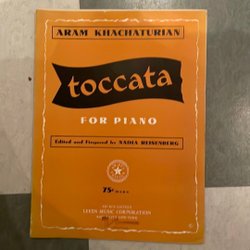 ARAM KHACHATURIAN
toccata
FOR PIANO
Edited and Fingered by NADIA REISENBERG
75¢
LEEDS MUSIC CORPORATION